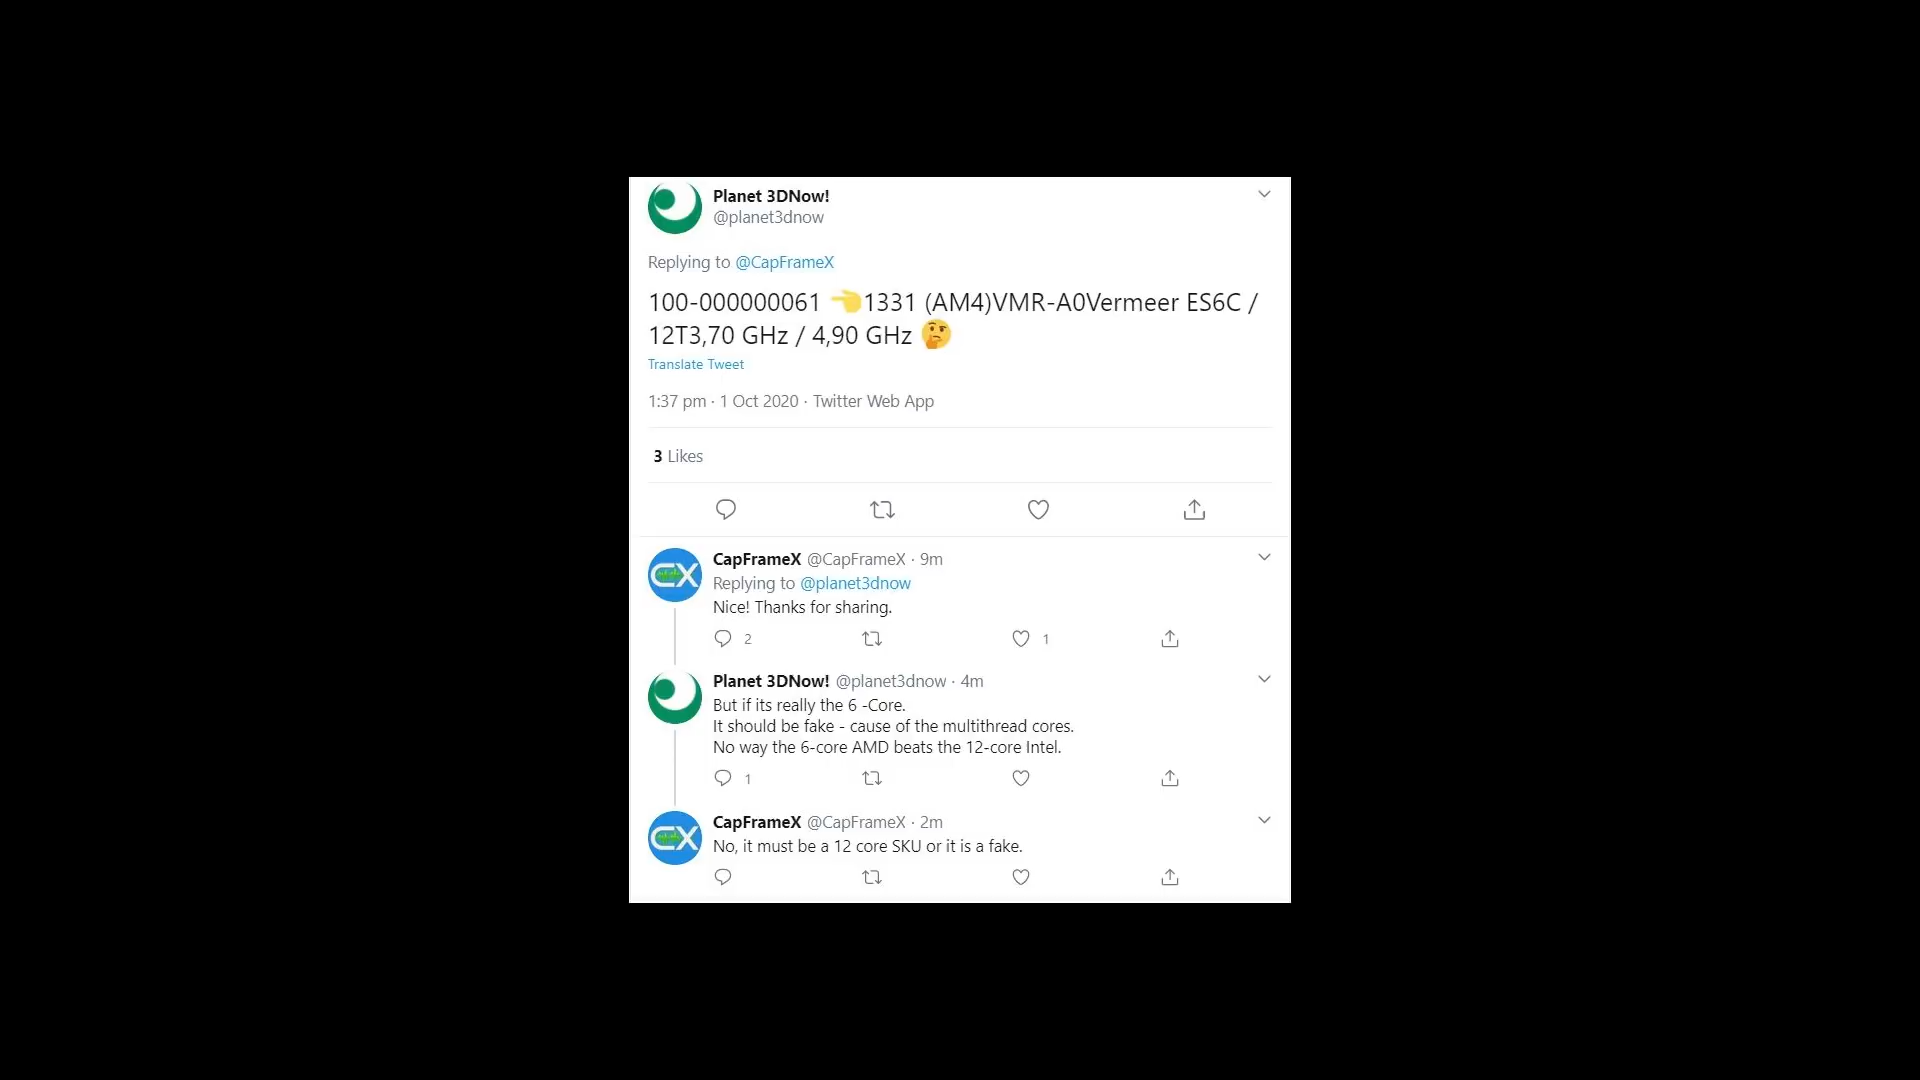 Planet 3DNow!
@planet3dnow
Replying to @CapFrameX
100-000000061 👈1331 (AM4)VMR-A0Vermeer ES6C /
12T3,70 GHz / 4,90 GHz 🤔
Translate Tweet
1:37 pm · 1 Oct 2020 · Twitter Web App
3 Likes
CX
CapFrameX @CapFrameX · 9m
Replying to @planet3dnow
Nice! Thanks for sharing.
2 1
Planet 3DNow! @planet3dnow · 4m
But if its really the 6 -Core.
It should be fake - cause of the multithread cores.
No way the 6-core AMD beats the 12-core Intel.
1
CX
CapFrameX @CapFrameX · 2m
No, it must be a 12 core SKU or it is a fake.